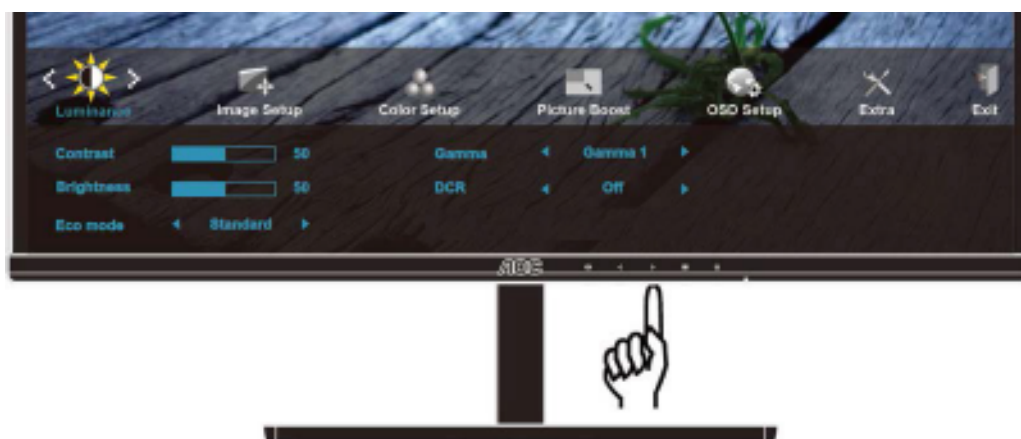 Luminance Image Setup Color Setup Picture Boost OSD Setup Extra Exit
Contrast 50 Gamma Gamma 1
Brightness 50 DCR Off
Eco mode Standard
AOC